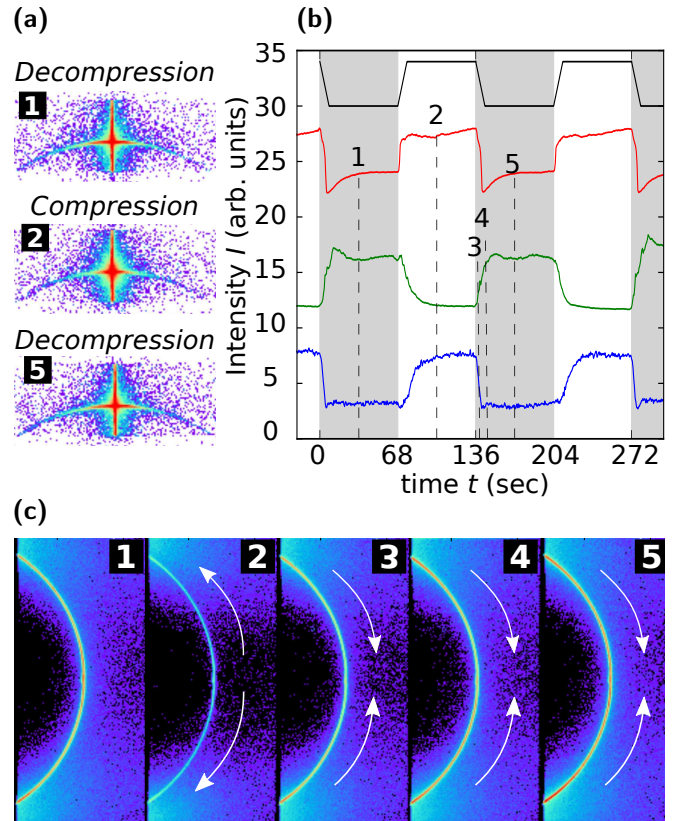 (a)
Decompression
1
Compression
2
Decompression
5
(b)
35
30
25
20
15
10
5
0
Intensity I (arb. units)
1
2
5
4
3
0 68 136 204 272
time t (sec)
(c)
1 2 3 4 5